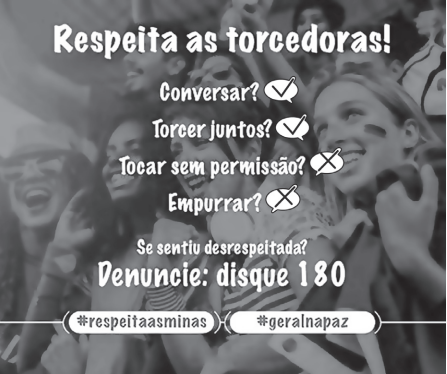 Respeita as torcedoras!
Conversar?
Torcer juntos?
Tocar sem permissão?
Empurrar?
Se sentiu desrespeitada?
Denuncie: disque 180
#respeitaasminas #geralnapaz